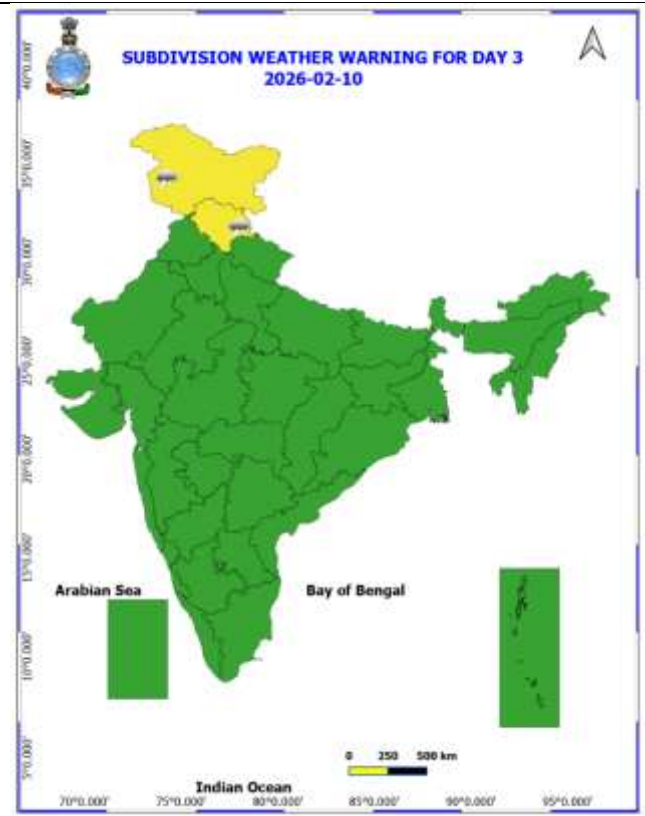 SUBDIVISION WEATHER WARNING FOR DAY 3
2026-02-10
40°0.000'
35°0.000'
30°0.000'
25°0.000'
20°0.000'
15°0.000'
10°0.000'
5°0.000'
Arabian Sea
Bay of Bengal
0 250 500 km
Indian Ocean
70°0.000' 75°0.000' 80°0.000' 85°0.000' 90°0.000' 95°0.000'